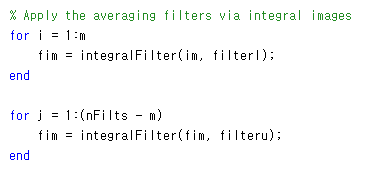 % Apply the averaging filters via integral images
for i = 1:m
    fim = integralFilter(im, filterl);
end

for j = 1:(nFilts - m)
    fim = integralFilter(fim, filteru);
end